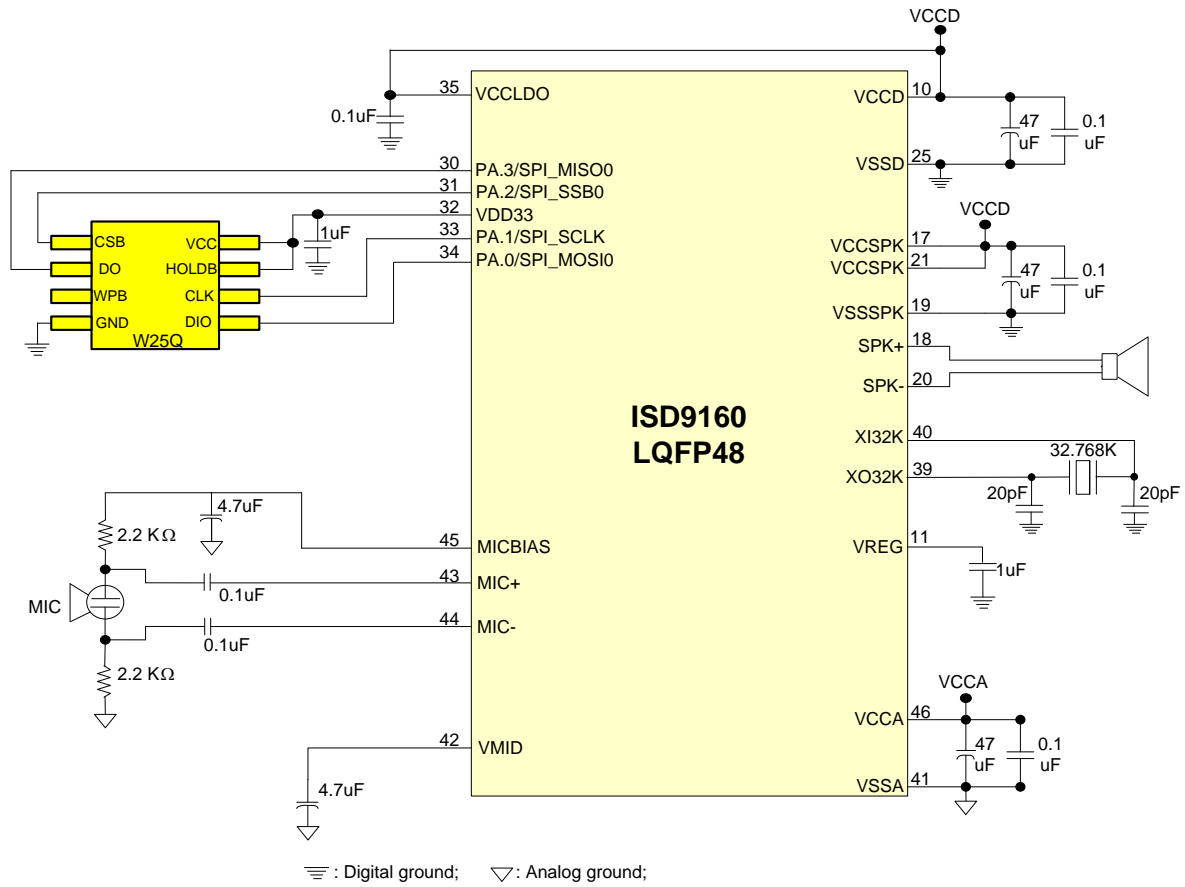 VCCD
35 VCCLDO
0.1uF
VCCD 10
47 uF
0.1 uF
VSSD 25
30 PA.3/SPI_MISO0
31 PA.2/SPI_SSB0
32 VDD33
33 PA.1/SPI_SCLK
34 PA.0/SPI_MOSI0
1uF
CSB VCC
DO HOLDB
WPB CLK
GND DIO
W25Q
VCCD
VCCSPK 17
VCCSPK 21
47 uF
0.1 uF
VSSSPK 19
SPK+ 18
SPK- 20
ISD9160
LQFP48
XI32K 40
32.768K
XO32K 39
20pF
20pF
VREG 11
1uF
4.7uF
2.2 KΩ
45 MICBIAS
43 MIC+
0.1uF
MIC
44 MIC-
0.1uF
2.2 KΩ
VCCA
VCCA 46
47 uF
0.1 uF
VSSA 41
42 VMID
4.7uF
: Digital ground; : Analog ground;